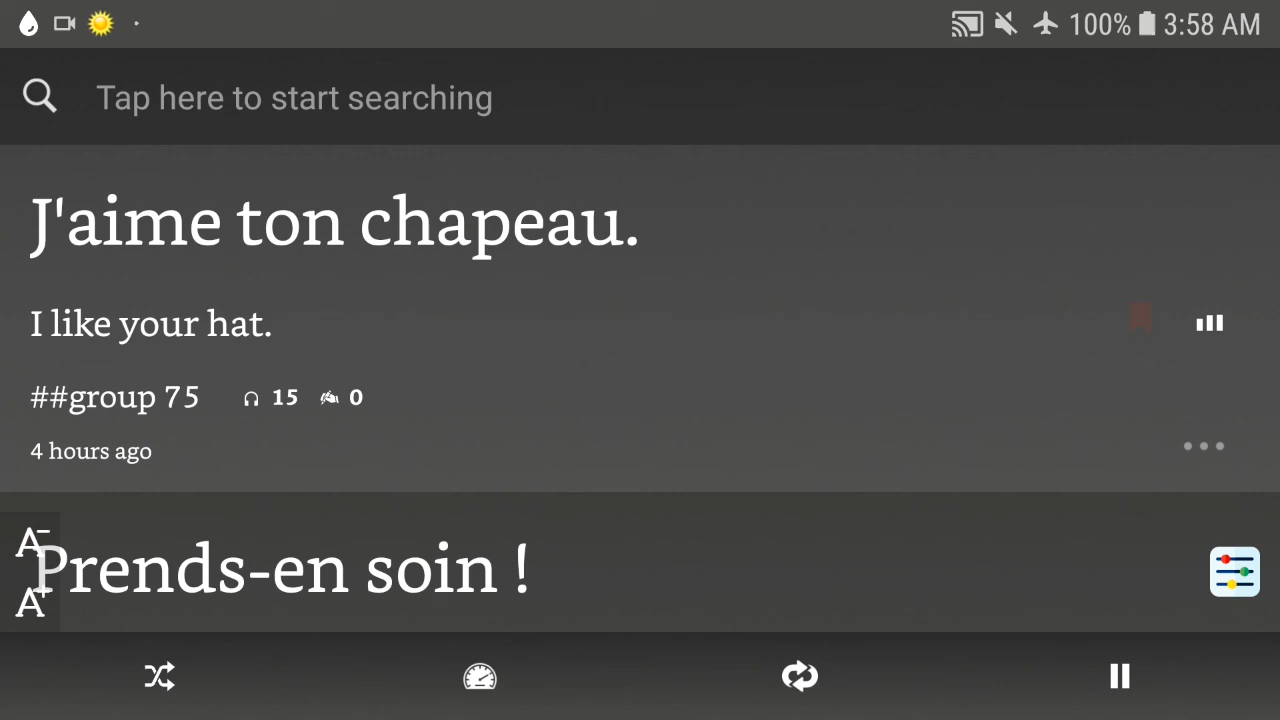 100% 3:58 AM
Tap here to start searching
J'aime ton chapeau.
I like your hat.
##group 75 15 0
4 hours ago
A-
Prends-en soin !
A+